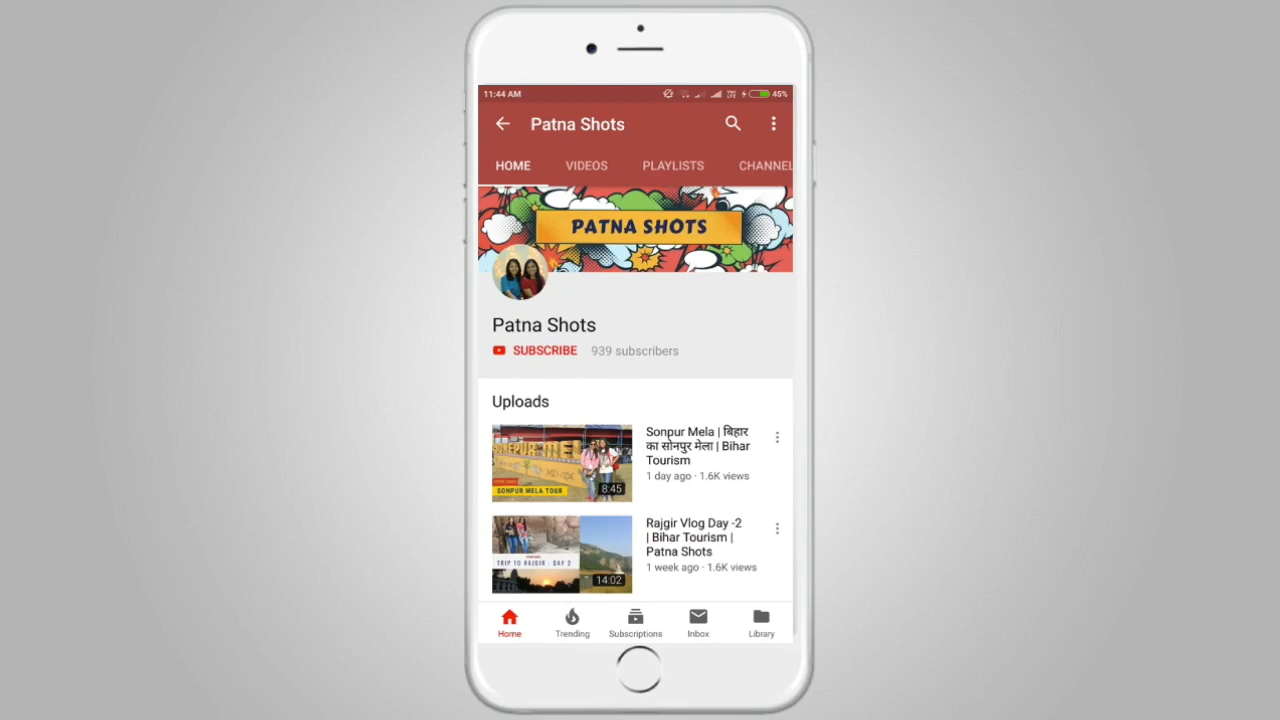 11:44 AM
45%
Patna Shots
HOME VIDEOS PLAYLISTS CHANNEL
PATNA SHOTS
Patna Shots
SUBSCRIBE 939 subscribers
Uploads
Sonpur Mela | बिहार
का सोनपुर मेला | Bihar
Tourism
1 day ago · 1.6K views
SONPUR MELA TOUR
8:45
Rajgir Vlog Day -2
| Bihar Tourism |
Patna Shots
1 week ago · 1.6K views
TRIP TO RAJGIR - DAY 2
14:02
Home Trending Subscriptions Inbox Library